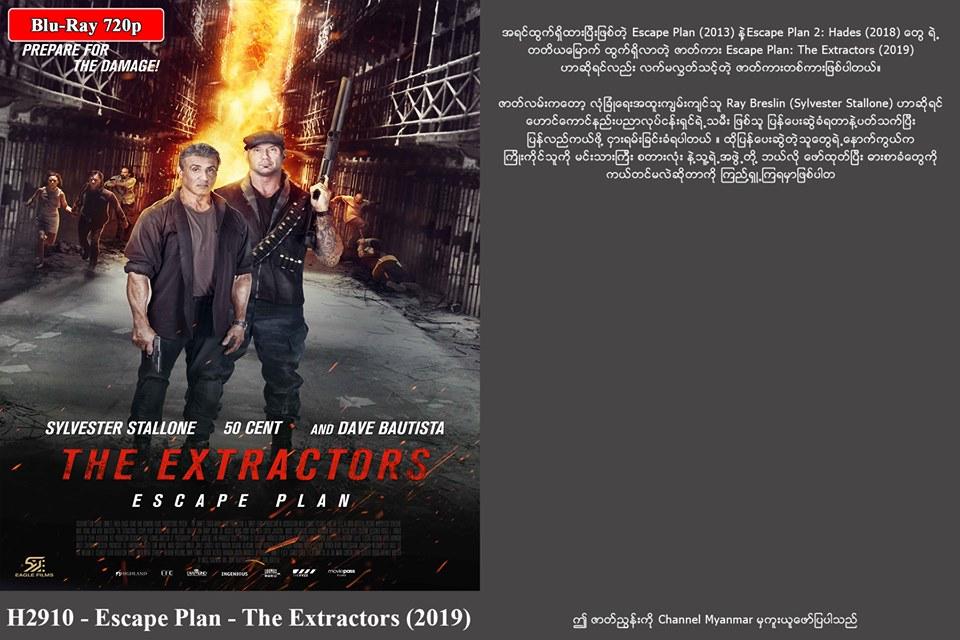 Blu-Ray 720p
PREPARE FOR
THE DAMAGE!
SYLVESTER STALLONE 50 CENT AND DAVE BAUTISTA
THE EXTRACTORS
ESCAPE PLAN
EAGLE FILMS
HIGHLAND
EFC
DIAMOND
INGENIOUS
moviepass
H2910 - Escape Plan - The Extractors (2019)
အရင်ထွက်ရှိထားပြီးဖြစ်တဲ့ Escape Plan (2013) နဲ့Escape Plan 2: Hades (2018) တွေ ရဲ့
တတိယမြောက် ထွက်ရှိလာတဲ့ ဇာတ်ကား Escape Plan: The Extractors (2019)
ဟာဆိုရင်လည်း လက်မလွှတ်သင့်တဲ့ ဇာတ်ကားတစ်ကားဖြစ်ပါတယ်။
ဇာတ်လမ်းကတော့ လုံခြုံရေးအထူးကျွမ်းကျင်သူ Ray Breslin (Sylvester Stallone) ဟာဆိုရင်
ဟောင်ကောင်နည်းပညာလုပ်ငန်းရှင်ရဲ့သမီး ဖြစ်သူ ပြန်ပေးဆွဲခံရတာနဲ့ပတ်သက်ပြီး
ပြန်လည်ကယ်ဖို့ ငှားရမ်းခြင်းခံရပါတယ် ။ ထိုပြန်ပေးဆွဲတဲ့သူတွေရဲ့နောက်ကွယ်က
ကြိုးကိုင်သူကို မင်းသားကြီး စတားလုံး နဲ့သူ့ရဲ့အဖွဲ့တို့ ဘယ်လို ဖော်ထုတ်ပြီး ဓားစာခံတွေကို
ကယ်တင်မလဲဆိုတာကို ကြည့်ရှု့ကြရမှာဖြစ်ပါတ
ဤ ဇာတ်ညွှန်းကို Channel Myanmar မှကူးယူဖော်ပြပါသည်